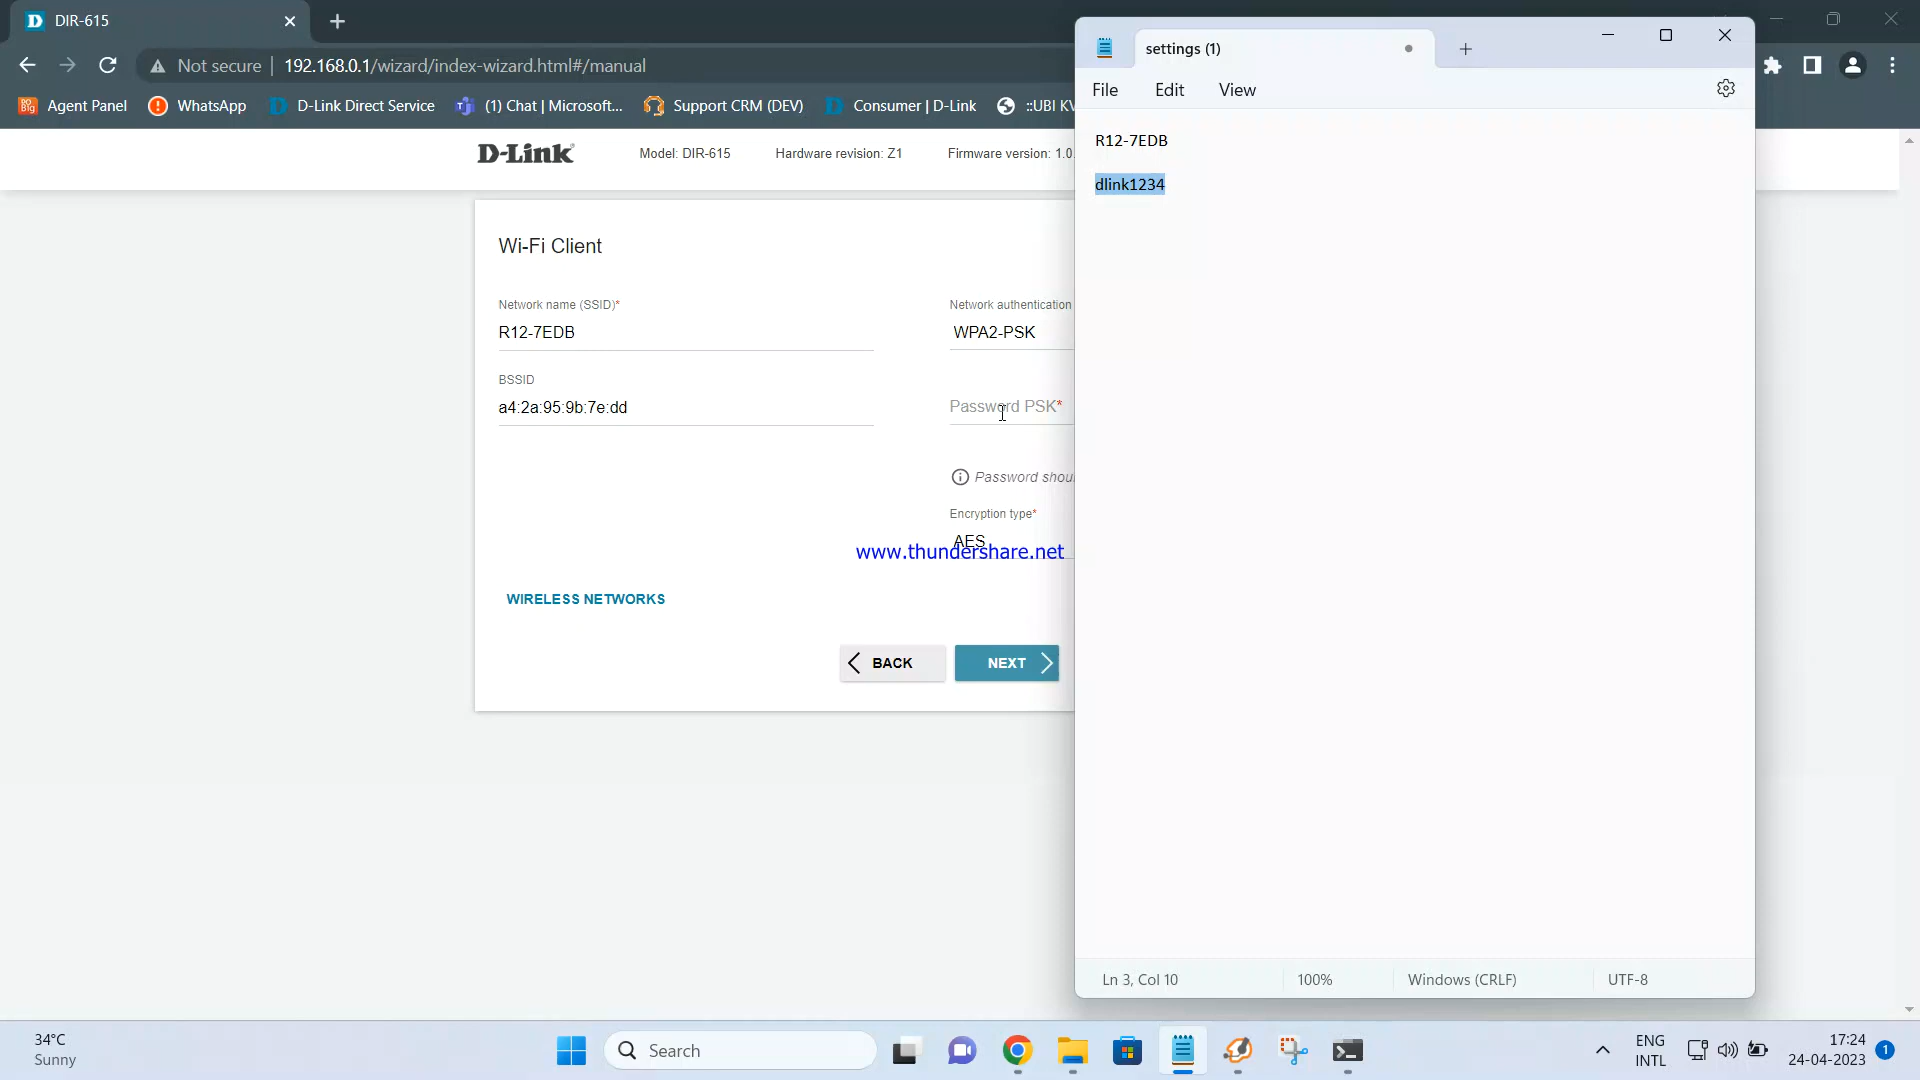 DIR-615
Not secure
192.168.0.1/wizard/index-wizard.html#/manual
Agent Panel
WhatsApp
D-Link Direct Service
(1) Chat | Microsoft...
Support CRM (DEV)
Consumer | D-Link
::UBI KV
D-Link
Model: DIR-615
Hardware revision: Z1
Firmware version: 1.0
Wi-Fi Client
Network name (SSID)*
R12-7EDB
BSSID
a4:2a:95:9b:7e:dd
Network authentication
WPA2-PSK
Password PSK*
Password shou
Encryption type*
AES
www.thundershare.net
WIRELESS NETWORKS
BACK
NEXT
settings (1)
File Edit View
R12-7EDB
dlink1234
Ln 3, Col 10
100%
Windows (CRLF)
UTF-8
34°C
Sunny
Search
ENG
INTL
17:24
24-04-2023
1